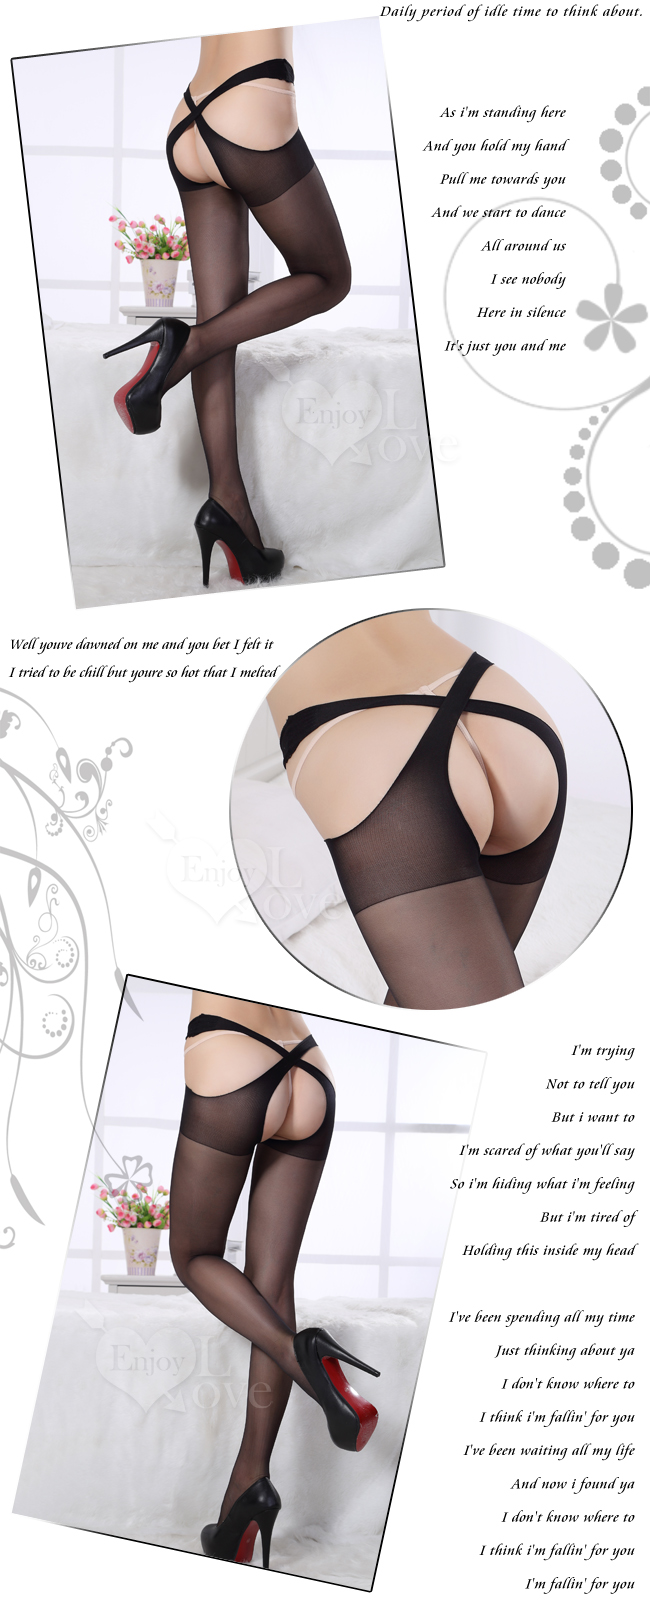 Daily period of idle time to think about.
As i'm standing here
And you hold my hand
Pull me towards you
And we start to dance
All around us
I see nobody
Here in silence
It's just you and me
Enjoy
Love
Well youve dawned on me and you bet I felt it
I tried to be chill but youre so hot that I melted
Enjoy
Love
I'm trying
Not to tell you
But i want to
I'm scared of what you'll say
So i'm hiding what i'm feeling
But i'm tired of
Holding this inside my head
I've been spending all my time
Just thinking about ya
I don't know where to
I think i'm fallin' for you
I've been waiting all my life
And now i found ya
I don't know where to
I think i'm fallin' for you
I'm fallin' for you
Enjoy
Love